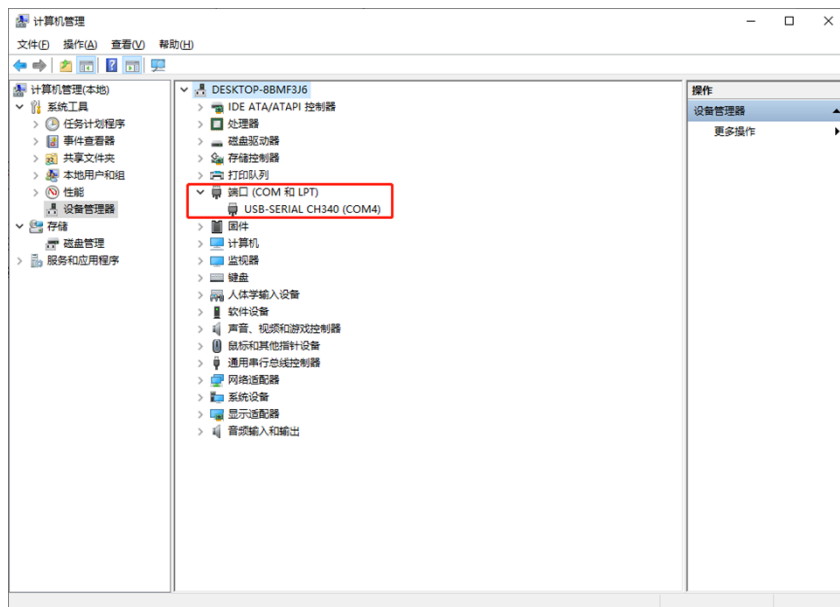 计算机管理
文件(F) 操作(A) 查看(V) 帮助(H)
计算机管理(本地)
系统工具
任务计划程序
事件查看器
共享文件夹
本地用户和组
性能
设备管理器
存储
磁盘管理
服务和应用程序
DESKTOP-8BMF3J6
IDE ATA/ATAPI 控制器
处理器
磁盘驱动器
存储控制器
打印队列
端口 (COM 和 LPT)
USB-SERIAL CH340 (COM4)
固件
计算机
监视器
键盘
人体学输入设备
软件设备
声音、视频和游戏控制器
鼠标和其他指针设备
通用串行总线控制器
网络适配器
系统设备
显示适配器
音频输入和输出
操作
设备管理器
更多操作